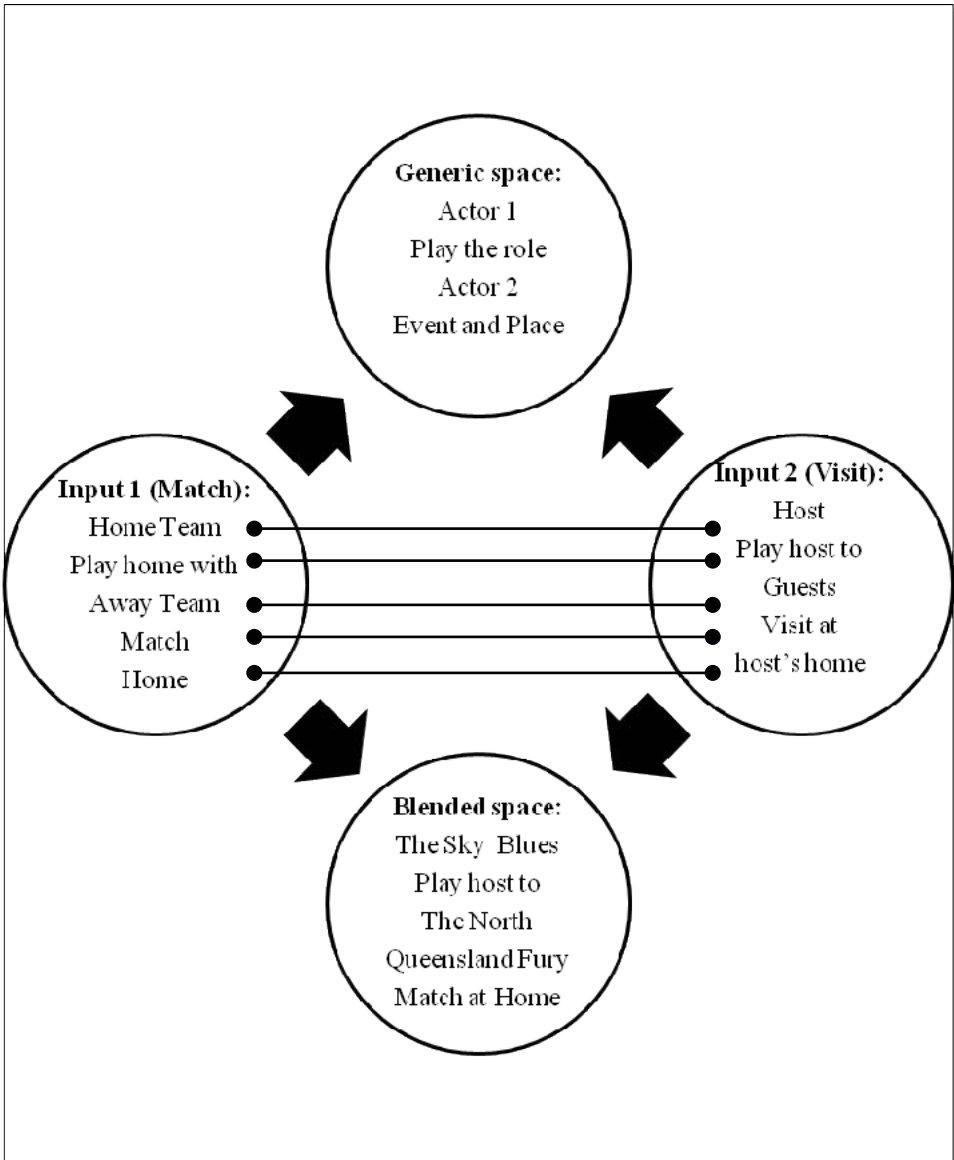 Generic space:
Actor 1
Play the role
Actor 2
Event and Place
Input 1 (Match):
Home Team
Play home with
Away Team
Match
Home
Input 2 (Visit):
Host
Play host to
Guests
Visit at
host's home
Blended space:
The Sky Blues
Play host to
The North
Queensland Fury
Match at Home